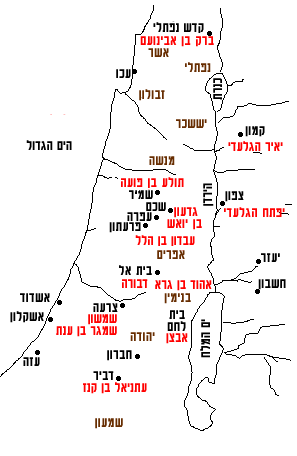 קדש נפתלי
ברק בן אבינועם
אשר
נפתלי
עכו
כנרת
זבולון
יששכר
קמון
יאיר הגלעדי
הים הגדול
מנשה
תולע בן פועה
שמיר
הירדן
צפון
יפתח הגלעדי
שכם
גדעון
בן יואש
עפרה
פרעתון
עברון בן הלל
אפרים
יעזר
בית אל
דבורה
אהוד בן גרא
חשבון
בנימין
אשדוד
צרעה
שמשון
שמגר בן ענת
אשקלון
בית
לחם
אבצן
ים המלח
יהודה
עזה
חברון
דביר
עתניאל בן קנז
שמעון